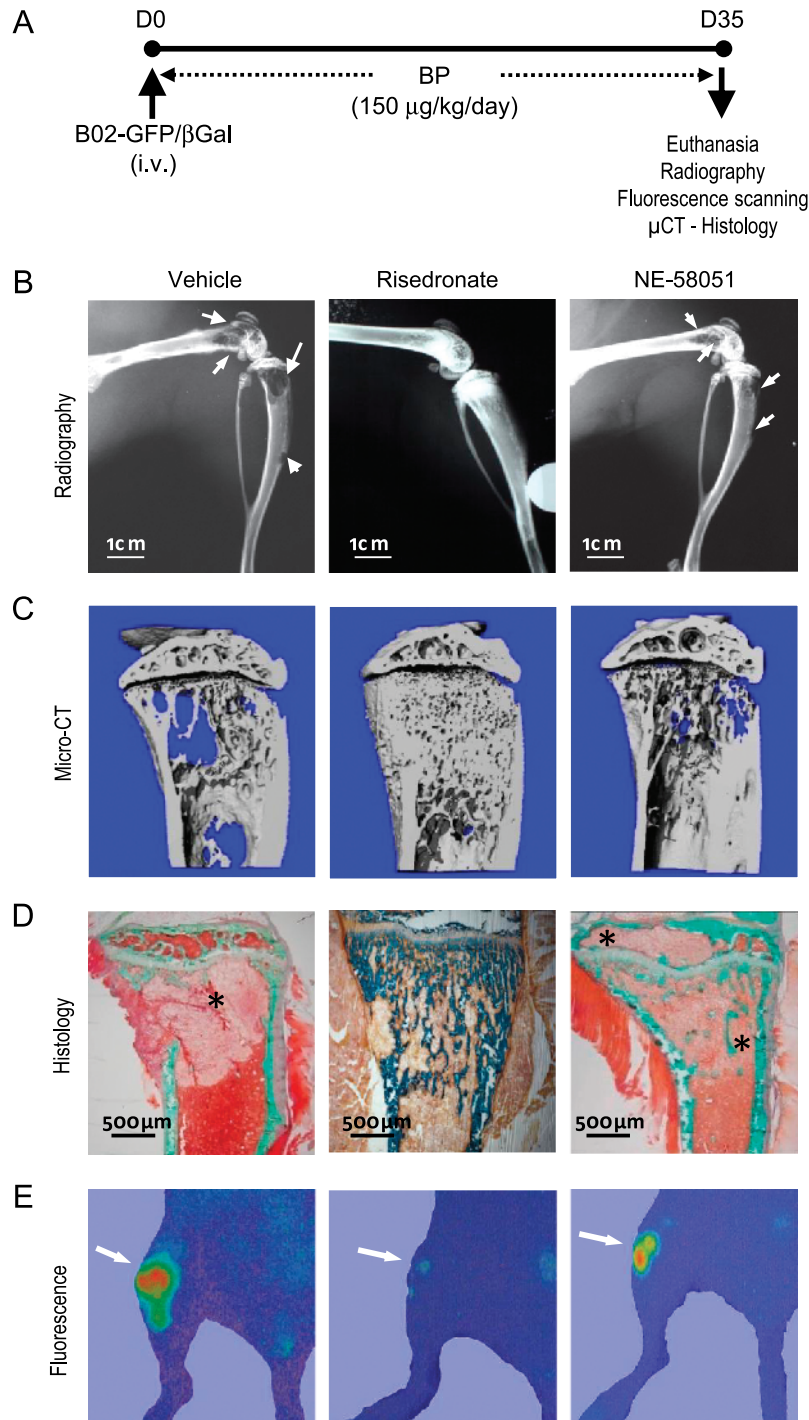 A
D0
D35
BP
(150 µg/kg/day)
B02-GFP/βGal
(i.v.)
Euthanasia
Radiography
Fluorescence scanning
µCT - Histology
B
Vehicle
Risedronate
NE-58051
Radiography
1cm
1cm
1cm
C
Micro-CT
D
Histology
*
*
*
500µm
500µm
500µm
E
Fluorescence